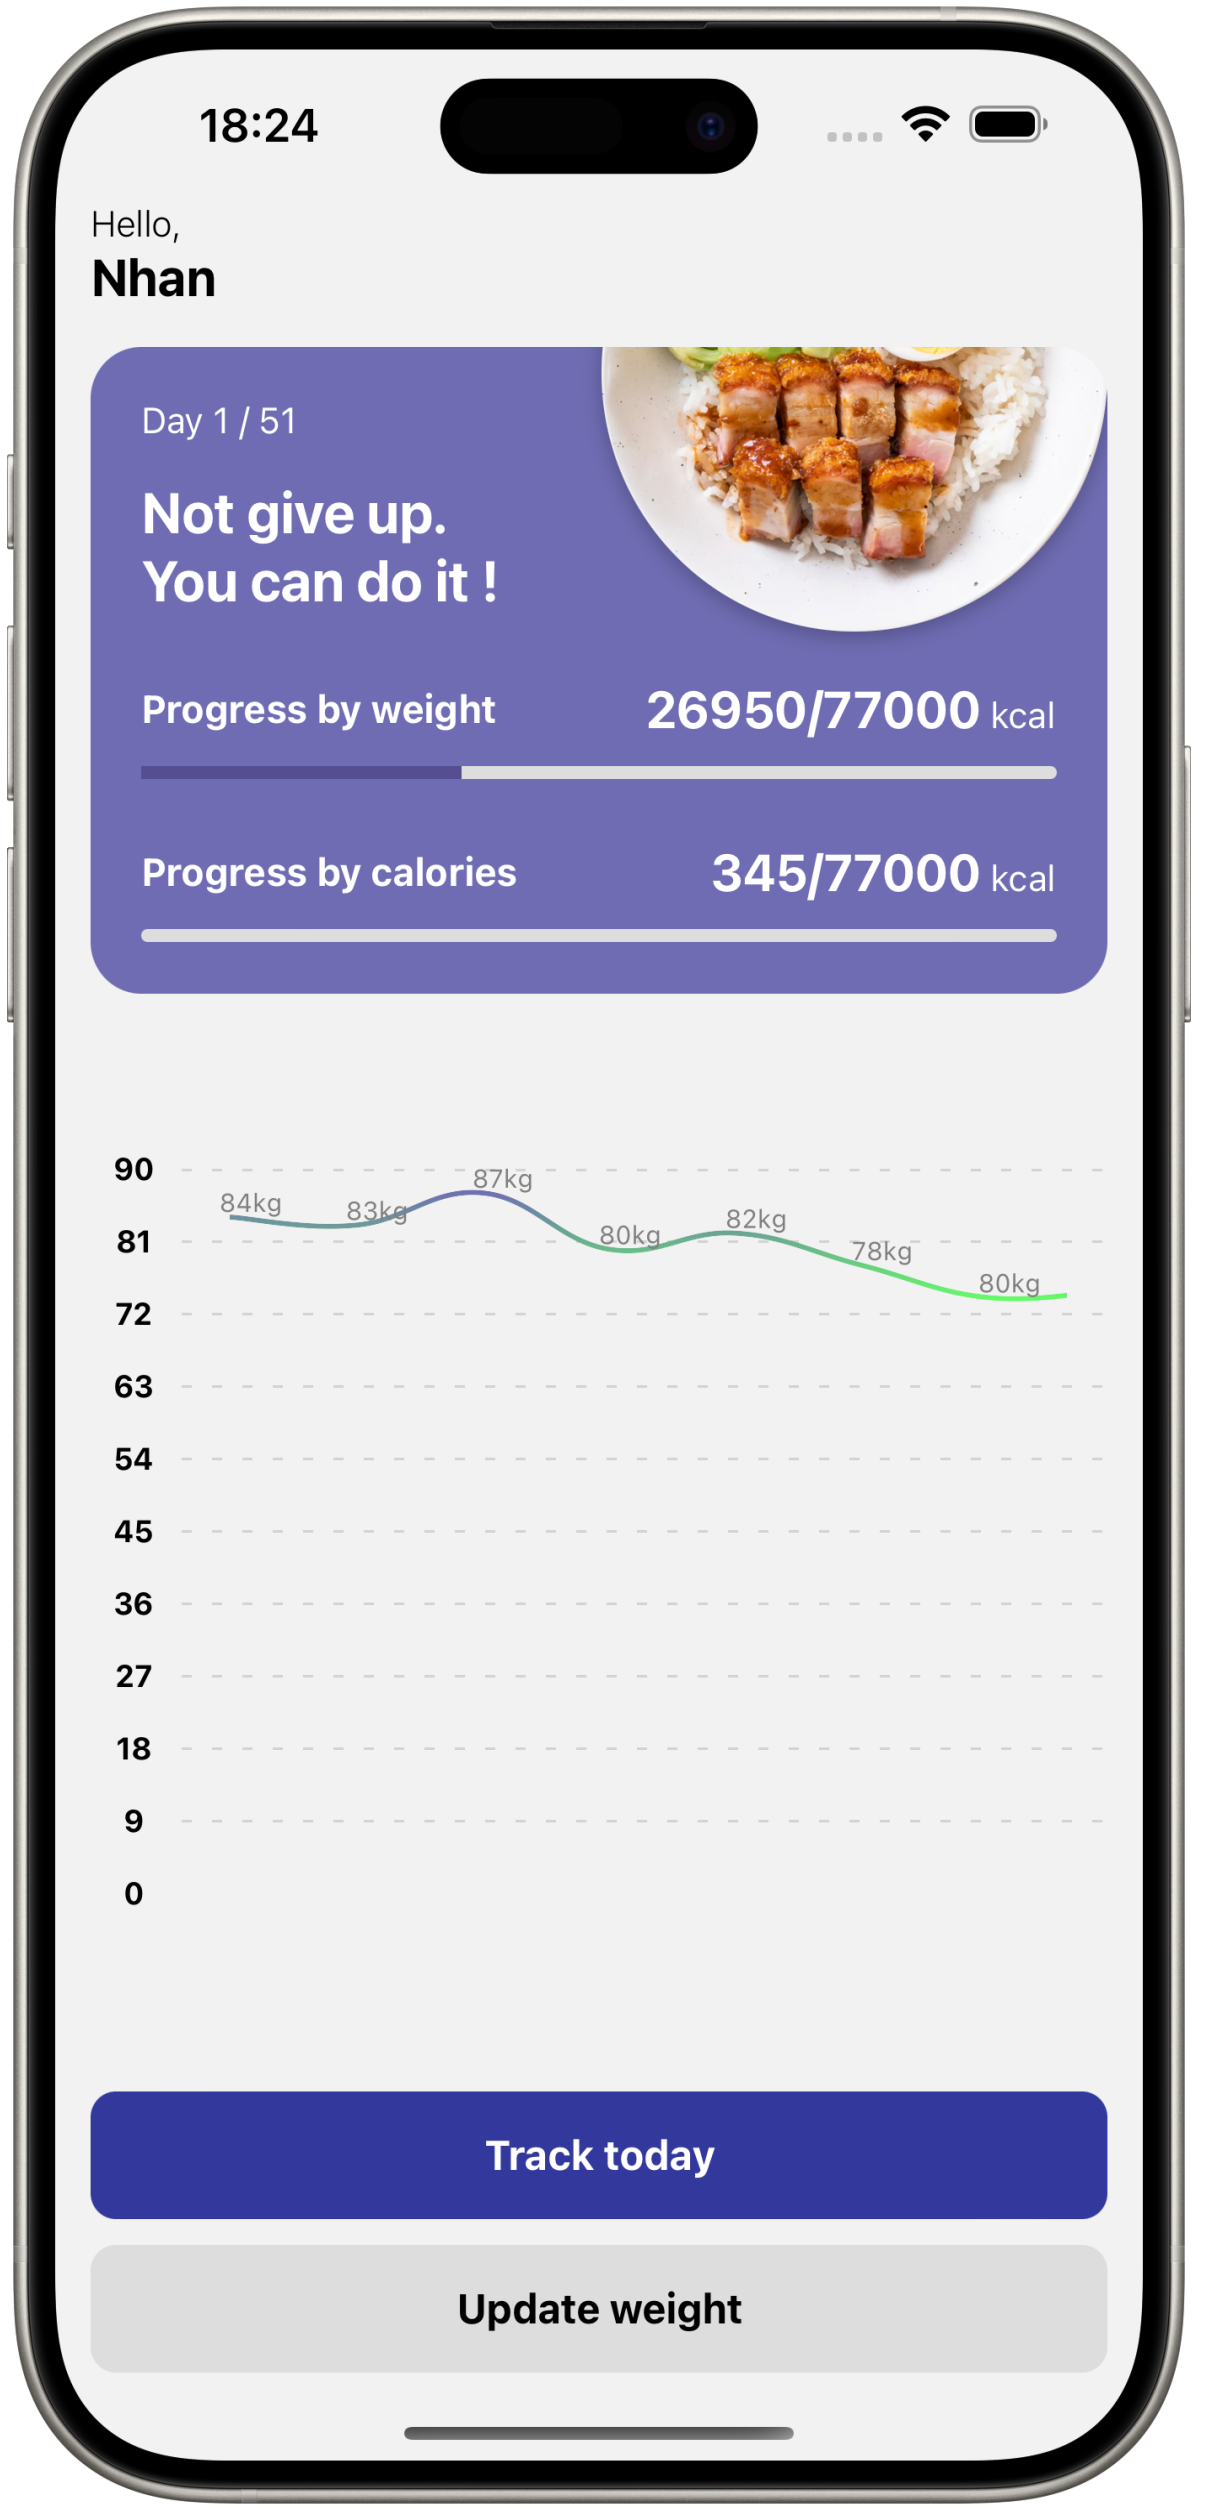 18:24
Hello,
Nhan
Day 1 / 51
Not give up.
You can do it !
Progress by weight 26950/77000 kcal
Progress by calories 345/77000 kcal
90
87kg
84kg
83kg
82kg
81
80kg
78kg
80kg
72
63
54
45
36
27
18
9
0
Track today
Update weight